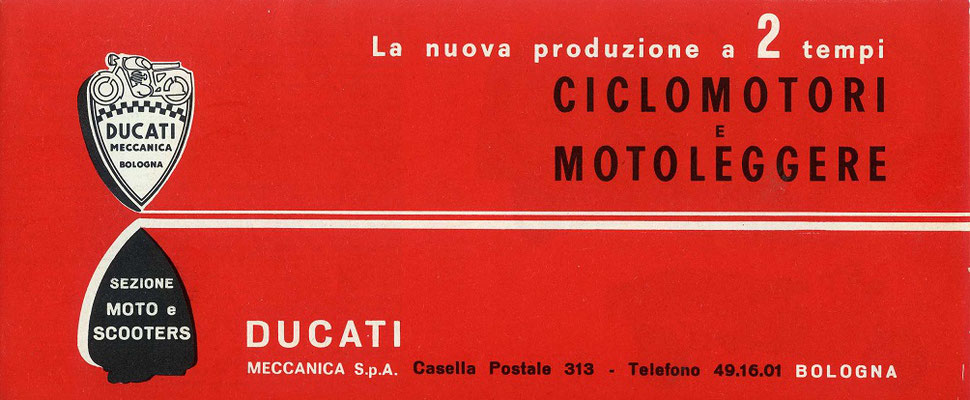 La nuova produzione a 2 tempi
CICLOMOTORI
E
MOTOLEGGERE
DUCATI
MECCANICA
BOLOGNA
SEZIONE
MOTO e
SCOOTERS
DUCATI
MECCANICA S.p.A. Casella Postale 313 - Telefono 49.16.01 BOLOGNA